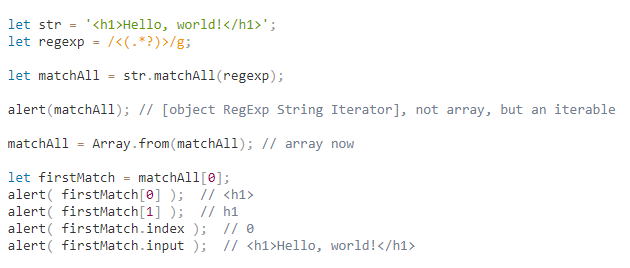 let str = '<h1>Hello, world!</h1>';
let regexp = /<(.*?)>/g;
let matchAll = str.matchAll(regexp);
alert(matchAll); // [object RegExp String Iterator], not array, but an iterable
matchAll = Array.from(matchAll); // array now
let firstMatch = matchAll[0];
alert( firstMatch[0] );  // <h1>
alert( firstMatch[1] );  // h1
alert( firstMatch.index );  // 0
alert( firstMatch.input );  // <h1>Hello, world!</h1>